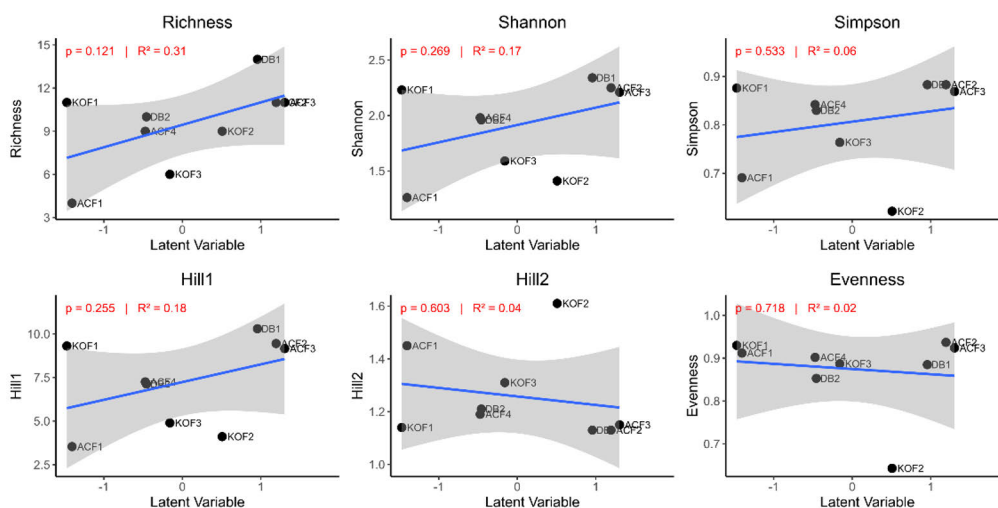 Richness
p = 0.121 | R² = 0.31
15
12
9
6
3
Richness
KOF1
ACF1
DB2
ACF4
KOF3
KOF2
DB1
ACF3
-1
0
1
Latent Variable
Shannon
p = 0.269 | R² = 0.17
2.5
2.0
1.5
Shannon
KOF1
ACF1
ACF4
DB2
KOF3
KOF2
DB1
ACF2
ACF3
-1
0
1
Latent Variable
Simpson
p = 0.533 | R² = 0.06
0.9
0.8
0.7
Simpson
KOF1
ACF1
ACF4
DB2
KOF3
KOF2
DB1
ACF2
ACF3
-1
0
1
Latent Variable
Hill1
p = 0.255 | R² = 0.18
10.0
7.5
5.0
2.5
Hill1
KOF1
ACF1
ACF4
KOF3
KOF2
DB1
ACF2
ACF3
-1
0
1
Latent Variable
Hill2
p = 0.603 | R² = 0.04
1.6
1.4
1.2
1.0
Hill2
ACF1
KOF1
DB2
ACF4
KOF3
KOF2
DB1
ACF2
ACF3
-1
0
1
Latent Variable
Evenness
p = 0.718 | R² = 0.02
1.0
0.9
0.8
0.7
Evenness
KOF1
ACF1
ACF4
DB2
KOF3
KOF2
DB1
ACF2
ACF3
-1
0
1
Latent Variable